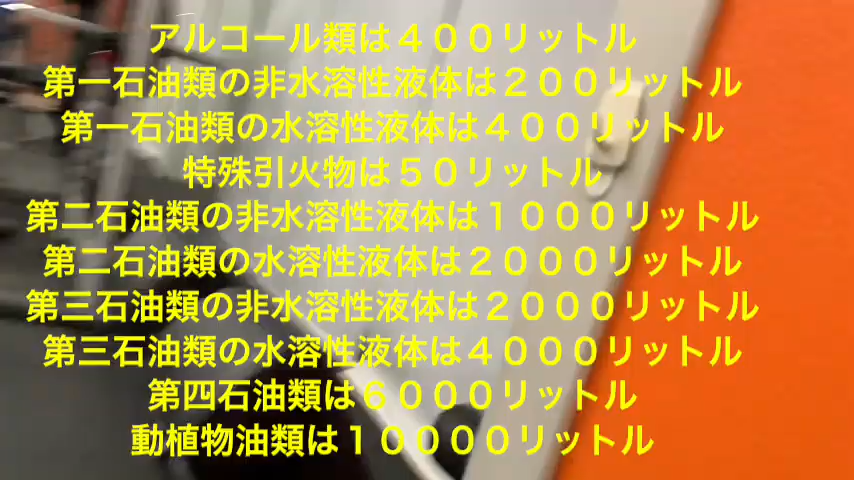 アルコール類は４００リットル
第一石油類の非水溶性液体は２００リットル
第一石油類の水溶性液体は４００リットル
特殊引火物は５０リットル
第二石油類の非水溶性液体は１０００リットル
第二石油類の水溶性液体は２０００リットル
第三石油類の非水溶性液体は２０００リットル
第三石油類の水溶性液体は４０００リットル
第四石油類は６０００リットル
動植物油類は１００００リットル